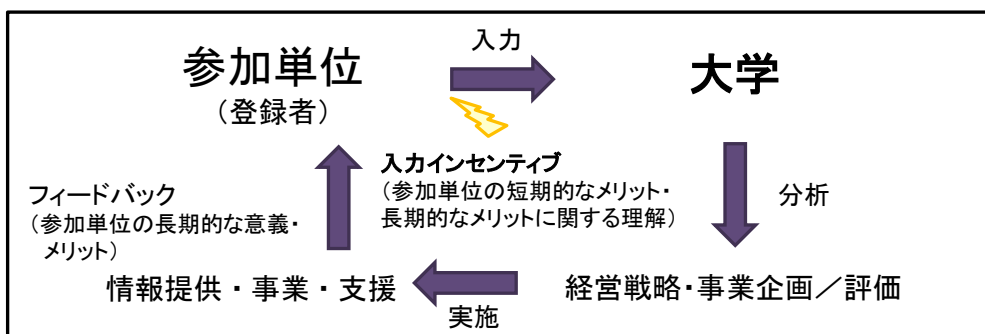 入力
参加単位
（登録者）
大学
入力インセンティブ
（参加単位の短期的なメリット・
長期的なメリットに関する理解）
フィードバック
（参加単位の長期的な意義・
メリット）
分析
情報提供・事業・支援
実施
経営戦略・事業企画／評価